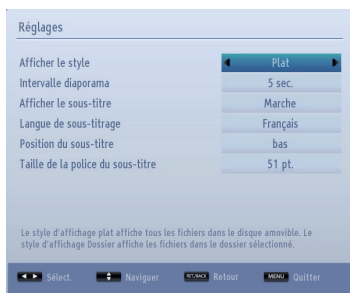 Réglages
Afficher le style Plat
Intervalle diaporama 5 sec.
Afficher le sous-titre Marche
Langue de sous-titrage Français
Position du sous-titre bas
Taille de la police du sous-titre 51 pt.
Le style d'affichage plat affiche tous les fichiers dans le disque amovible. Le
style d'affichage Dossier affiche les fichiers dans le dossier sélectionné.
Sélect. Naviguer RET./BACK Retour MENU Quitter